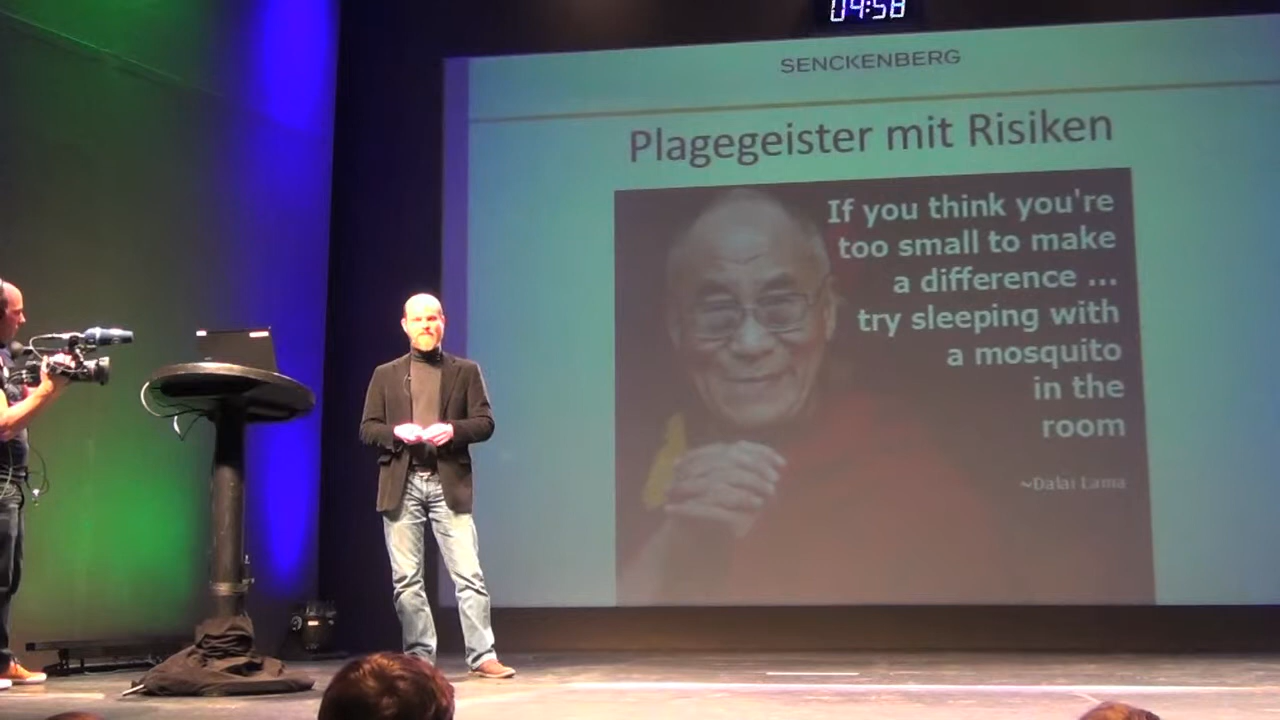 04:58
SENCKENBERG
Plagegeister mit Risiken
If you think you're
too small to make
a difference ...
try sleeping with
a mosquito
in the
room
~Dalai Lama